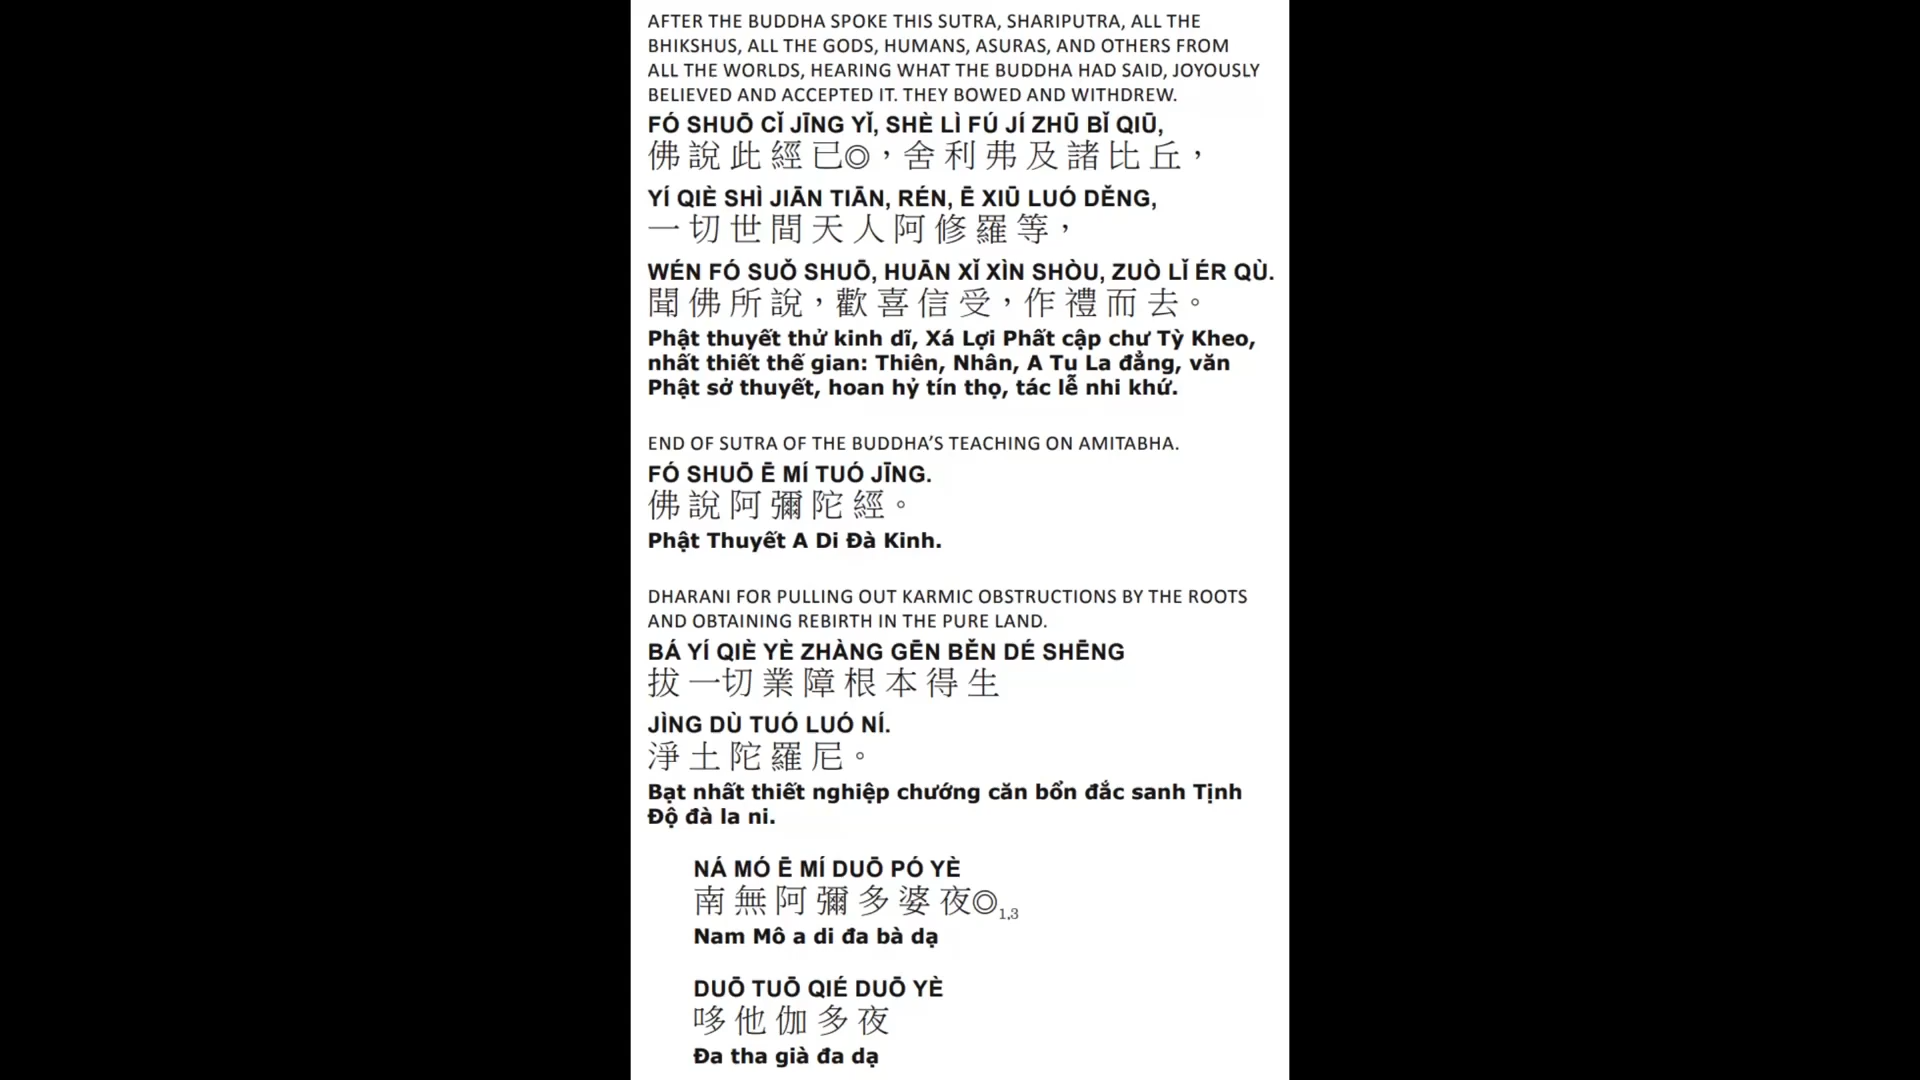 AFTER THE BUDDHA SPOKE THIS SUTRA, SHARIPUTRA, ALL THE
BHIKSHUS, ALL THE GODS, HUMANS, ASURAS, AND OTHERS FROM
ALL THE WORLDS, HEARING WHAT THE BUDDHA HAD SAID, JOYOUSLY
BELIEVED AND ACCEPTED IT. THEY BOWED AND WITHDREW.
FÓ SHUŌ CǏ JĪNG YǏ, SHÈ LÌ FÚ JÍ ZHŪ BǏ QIŪ,
佛說此經已◎，舍利弗及諸比丘，
YÍ QIÈ SHÌ JIĀN TIĀN, RÉN, Ē XIŪ LUÓ DĚNG,
一切世間天人阿修羅等，
WÉN FÓ SUǑ SHUŌ, HUĀN XǏ XÌN SHÒU, ZUÒ LǏ ÉR QÙ.
聞佛所說，歡喜信受，作禮而去。
Phật thuyết thử kinh dĩ, Xá Lợi Phất cập chư Tỳ Kheo,
nhất thiết thế gian: Thiên, Nhân, A Tu La đẳng, văn
Phật sở thuyết, hoan hỷ tín thọ, tác lễ nhi khứ.
END OF SUTRA OF THE BUDDHA’S TEACHING ON AMITABHA.
FÓ SHUŌ Ē MÍ TUÓ JĪNG.
佛說阿彌陀經。
Phật Thuyết A Di Đà Kinh.
DHARANI FOR PULLING OUT KARMIC OBSTRUCTIONS BY THE ROOTS
AND OBTAINING REBIRTH IN THE PURE LAND.
BÁ YÍ QIÈ YÈ ZHÀNG GĒN BĚN DÉ SHĒNG
拔一切業障根本得生
JÌNG DÙ TUÓ LUÓ NÍ.
淨土陀羅尼。
Bạt nhất thiết nghiệp chướng căn bổn đắc sanh Tịnh
Độ đà la ni.
NÁ MÓ Ē MÍ DUŌ PÓ YÈ
南無阿彌多婆夜◎1,3
Nam Mô a di đa bà dạ
DUŌ TUŌ QIÉ DUŌ YÈ
哆他伽多夜
Đa tha già đa dạ